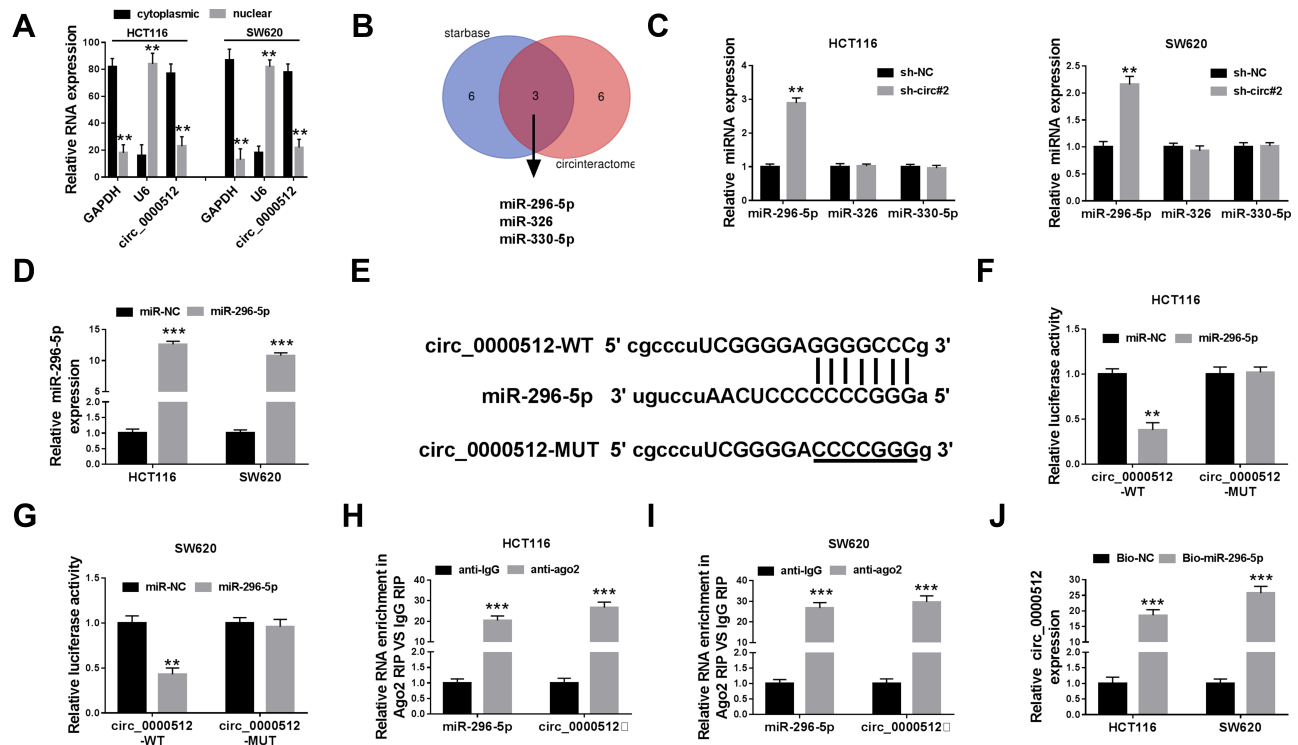 A
cytoplasmic nuclear
HCT116 SW620
Relative RNA expression
100
80
60
40
20
0
** ** ** ** ** **
GAPDH U6 circ_0000512 GAPDH U6 circ_0000512
B
starbase
6 3 6
circinteractome
miR-296-5p
miR-326
miR-330-5p
C
HCT116
Relative miRNA expression
4
3
2
1
0
sh-NC
sh-circ#2
**
miR-296-5p miR-326 miR-330-5p
SW620
Relative miRNA expression
2.5
2.0
1.5
1.0
0.5
0.0
sh-NC
sh-circ#2
**
miR-296-5p miR-326 miR-330-5p
D
miR-NC miR-296-5p
Relative miR-296-5p
expression
15
10
5
2.0
1.5
1.0
0.5
0.0
*** ***
HCT116 SW620
E
circ_0000512-WT 5' cgcccuUCGGGGAGGGGCCCg 3'
miR-296-5p 3' uguccuAACUCCCCCCCGGGa 5'
circ_0000512-MUT 5' cgcccuUCGGGGACCCCGGGg 3'
F
HCT116
Relative luciferase activity
1.5
1.0
0.5
0.0
miR-NC miR-296-5p
**
circ_0000512 circ_0000512
-WT -MUT
G
SW620
Relative luciferase activity
1.5
1.0
0.5
0.0
miR-NC miR-296-5p
**
circ_0000512 circ_0000512
-WT -MUT
H
HCT116
anti-IgG anti-ago2
Relative RNA enrichment in
Ago2 RIP VS IgG RIP
40
30
20
10
0
2.0
1.5
1.0
0.5
0.0
*** ***
miR-296-5p circ_0000512□
I
SW620
anti-IgG anti-ago2
Relative RNA enrichment in
Ago2 RIP VS IgG RIP
40
30
20
10
0
2.0
1.5
1.0
0.5
0.0
*** ***
miR-296-5p circ_0000512□
J
Bio-NC Bio-miR-296-5p
Relative circ_0000512
expression
30
25
20
15
10
5
2.0
1.5
1.0
0.5
0.0
*** ***
HCT116 SW620